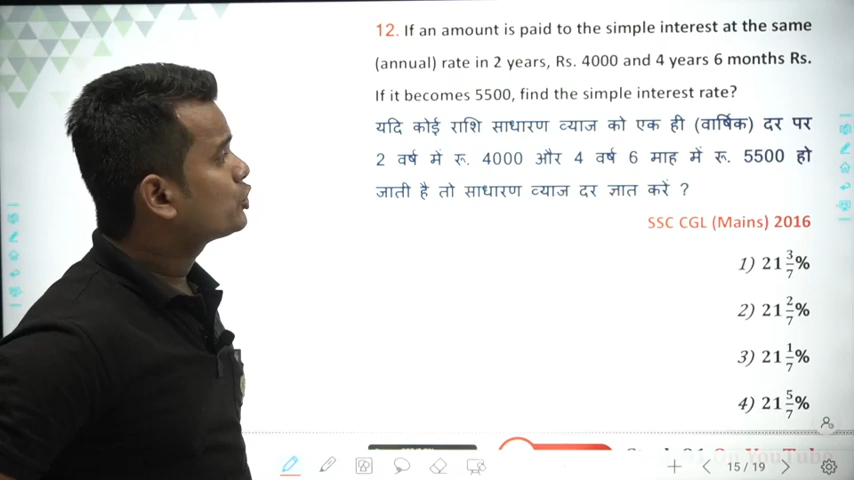 12. If an amount is paid to the simple interest at the same
(annual) rate in 2 years, Rs. 4000 and 4 years 6 months Rs.
If it becomes 5500, find the simple interest rate?
यदि कोई राशि साधारण व्याज को एक ही (वार्षिक) दर पर
2 वर्ष में रू. 4000 और 4 वर्ष 6 माह में रू. 5500 हो
जाती है तो साधारण व्याज दर ज्ञात करें ?
SSC CGL (Mains) 2016
1) 21 3/7%
2) 21 2/7%
3) 21 1/7%
4) 21 5/7%
On YouTube
15 / 19